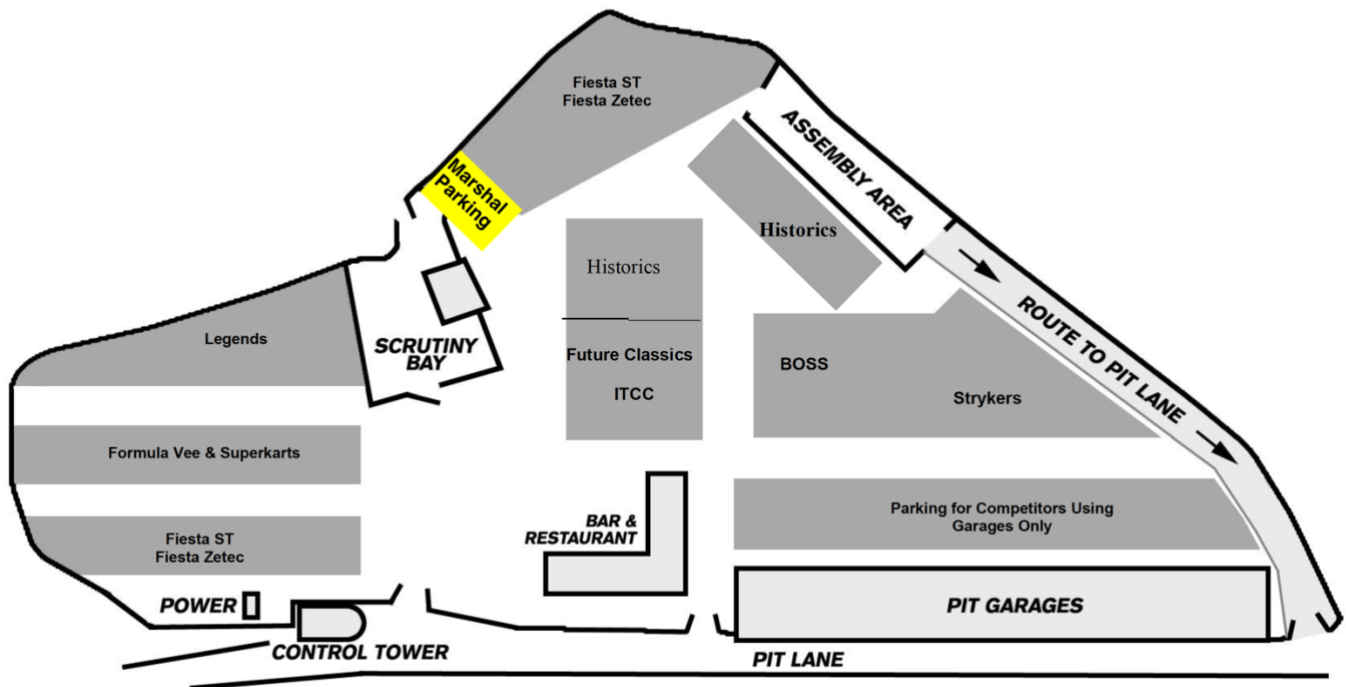 Fiesta ST
Fiesta Zetec
ASSEMBLY AREA
Marshal
Parking
Historics
Historics
ROUTE TO PIT LANE
Legends
SCRUTINY
BAY
Future Classics
ITCC
BOSS
Strykers
Formula Vee & Superkarts
Parking for Competitors Using
Garages Only
BAR &
RESTAURANT
Fiesta ST
Fiesta Zetec
POWER
PIT GARAGES
CONTROL TOWER
PIT LANE